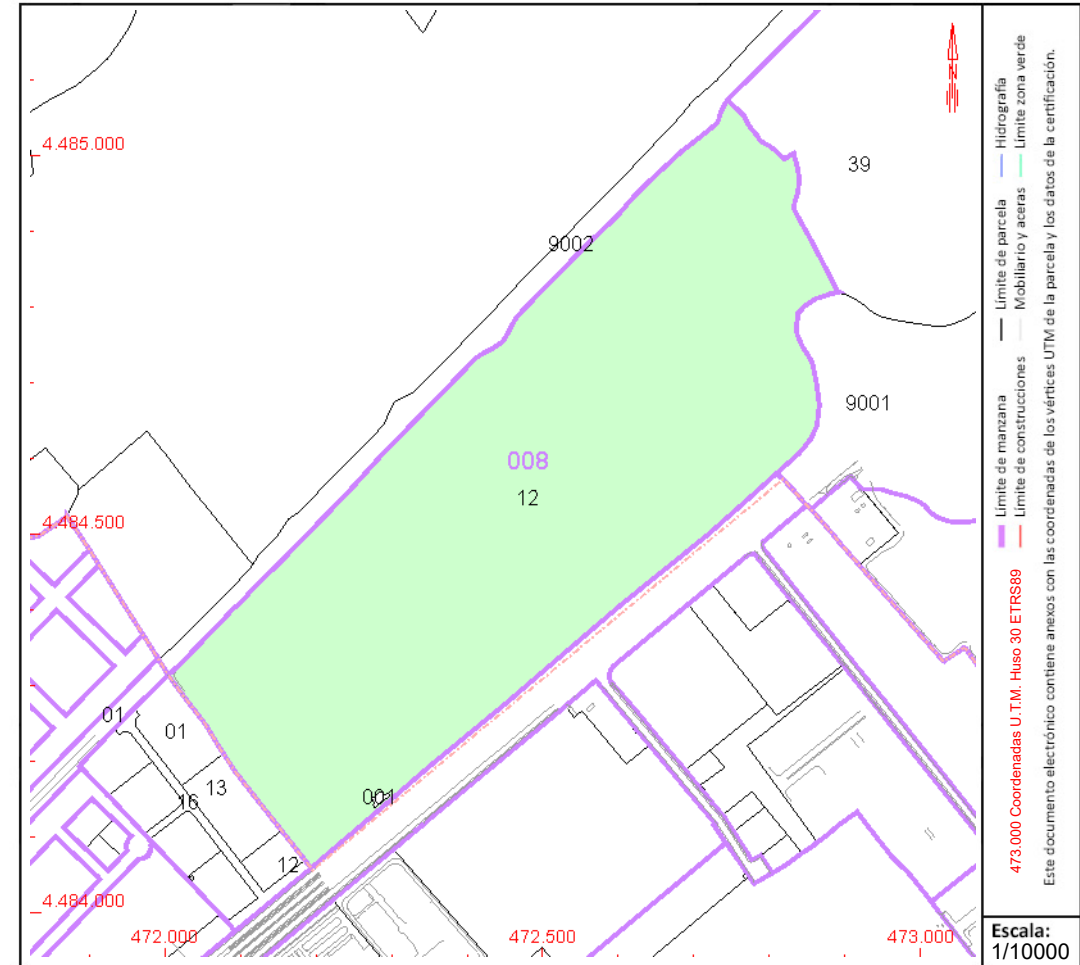 4.485.000
39
9002
9001
008
12
4.484.500
01
01
13
16
001
12
4.484.000
472.000
472.500
473.000
N
Hidrografía
Límite zona verde
Límite de parcela
Mobiliario y aceras
Límite de manzana
Límite de construcciones
473.000 Coordenadas U.T.M. Huso 30 ETRS89
Este documento electrónico contiene anexos con las coordenadas de los vértices UTM de la parcela y los datos de la certificación.
Escala:
1/10000